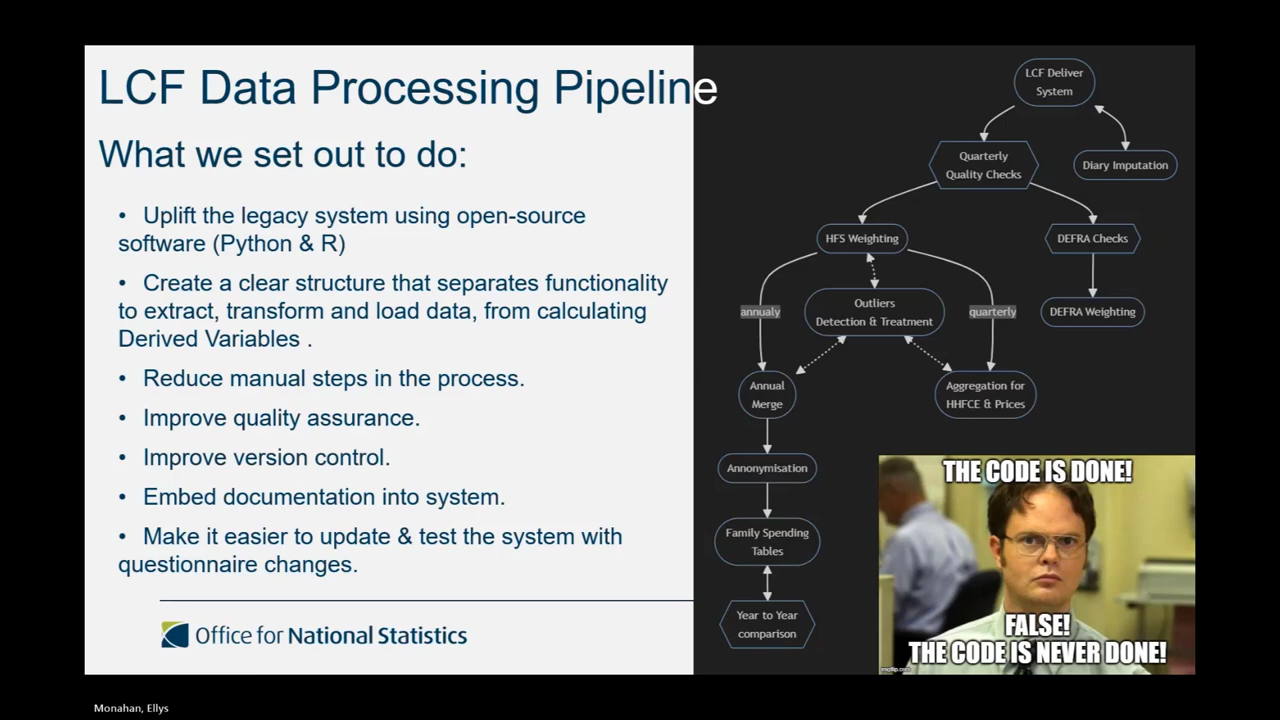 LCF Data Processing Pipeline
What we set out to do:
• Uplift the legacy system using open-source
software (Python & R)
• Create a clear structure that separates functionality
to extract, transform and load data, from calculating
Derived Variables .
• Reduce manual steps in the process.
• Improve quality assurance.
• Improve version control.
• Embed documentation into system.
• Make it easier to update & test the system with
questionnaire changes.
Office for National Statistics
LCF Deliver
System
Quarterly
Quality Checks
Diary Imputation
HFS Weighting
DEFRA Checks
Outliers
Detection & Treatment
annualy
quarterly
DEFRA Weighting
Annual
Merge
Aggregation for
HHFCE & Prices
Annonymisation
Family Spending
Tables
Year to Year
comparison
THE CODE IS DONE!
FALSE!
THE CODE IS NEVER DONE!
imgflip.com
Monahan, Ellys